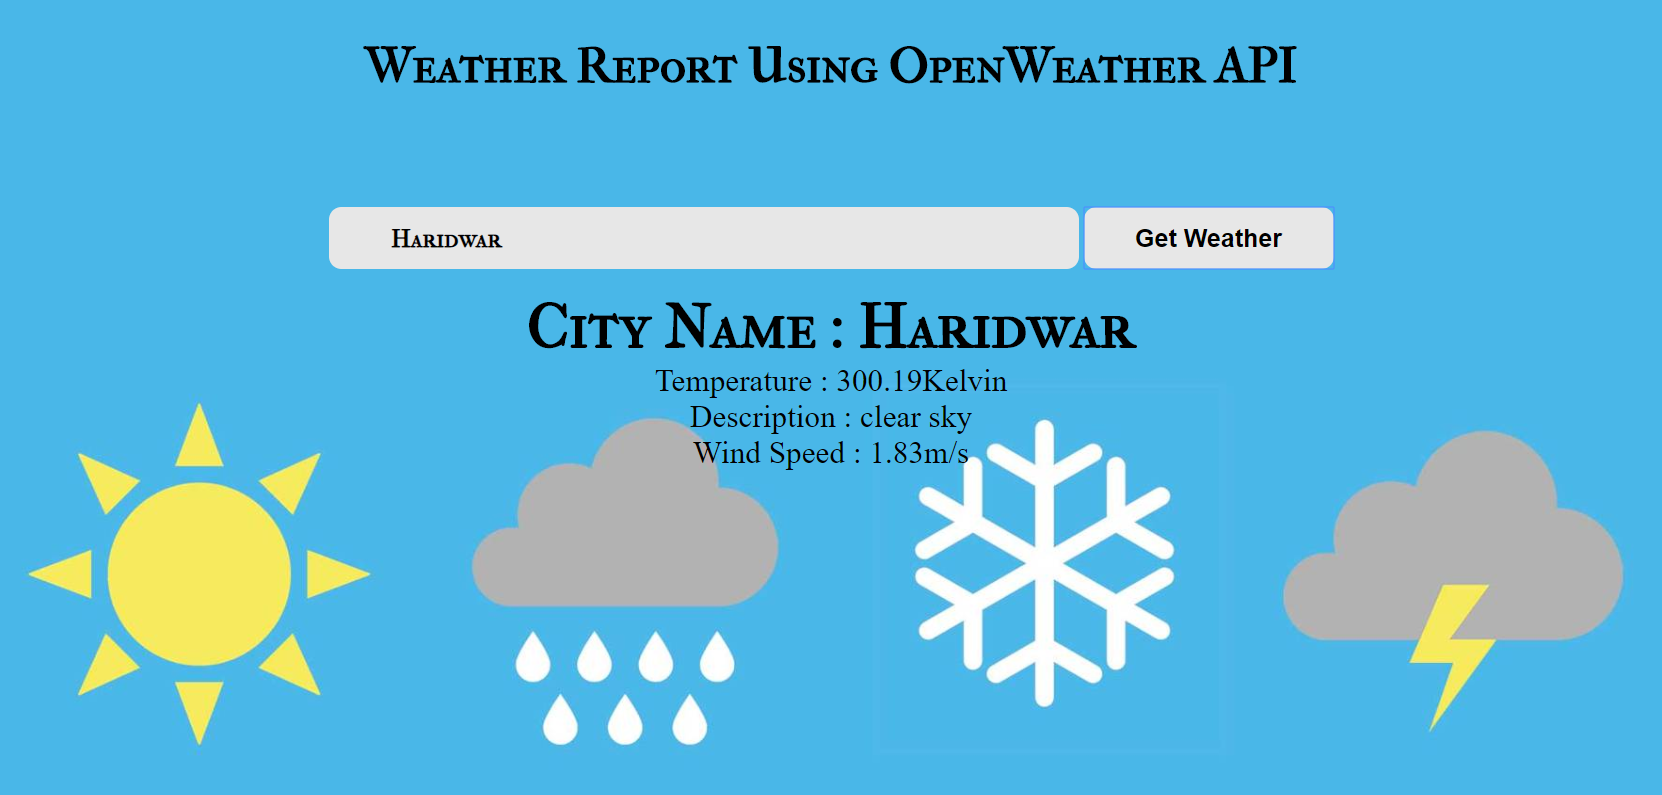 Weather Report Using OpenWeather API
Haridwar
Get Weather
City Name : Haridwar
Temperature : 300.19Kelvin
Description : clear sky
Wind Speed : 1.83m/s